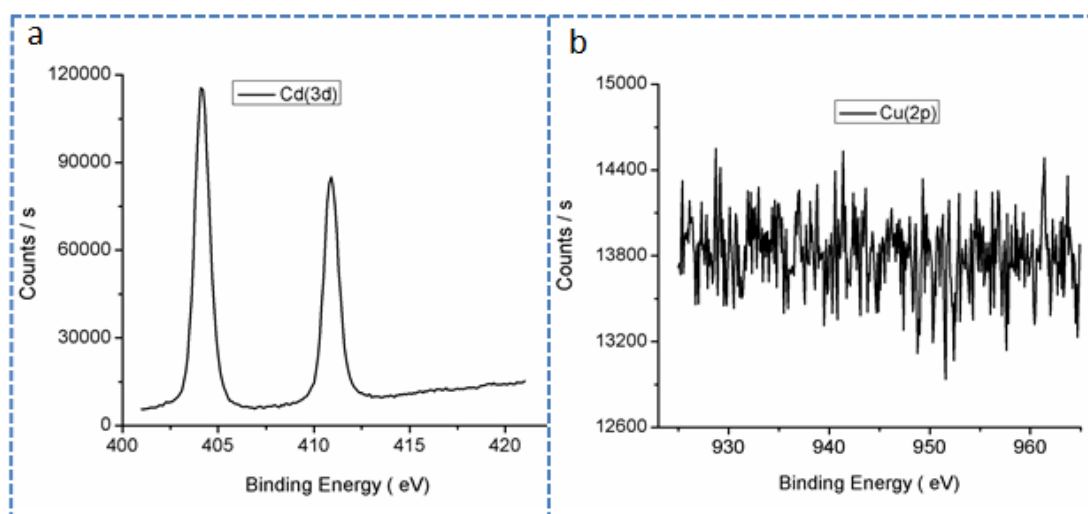 a
Cd(3d)
120000
90000
60000
30000
0
Counts / s
400
405
410
415
420
Binding Energy ( eV)
b
Cu(2p)
15000
14400
13800
13200
12600
Counts / s
930
940
950
960
Binding Energy ( eV)